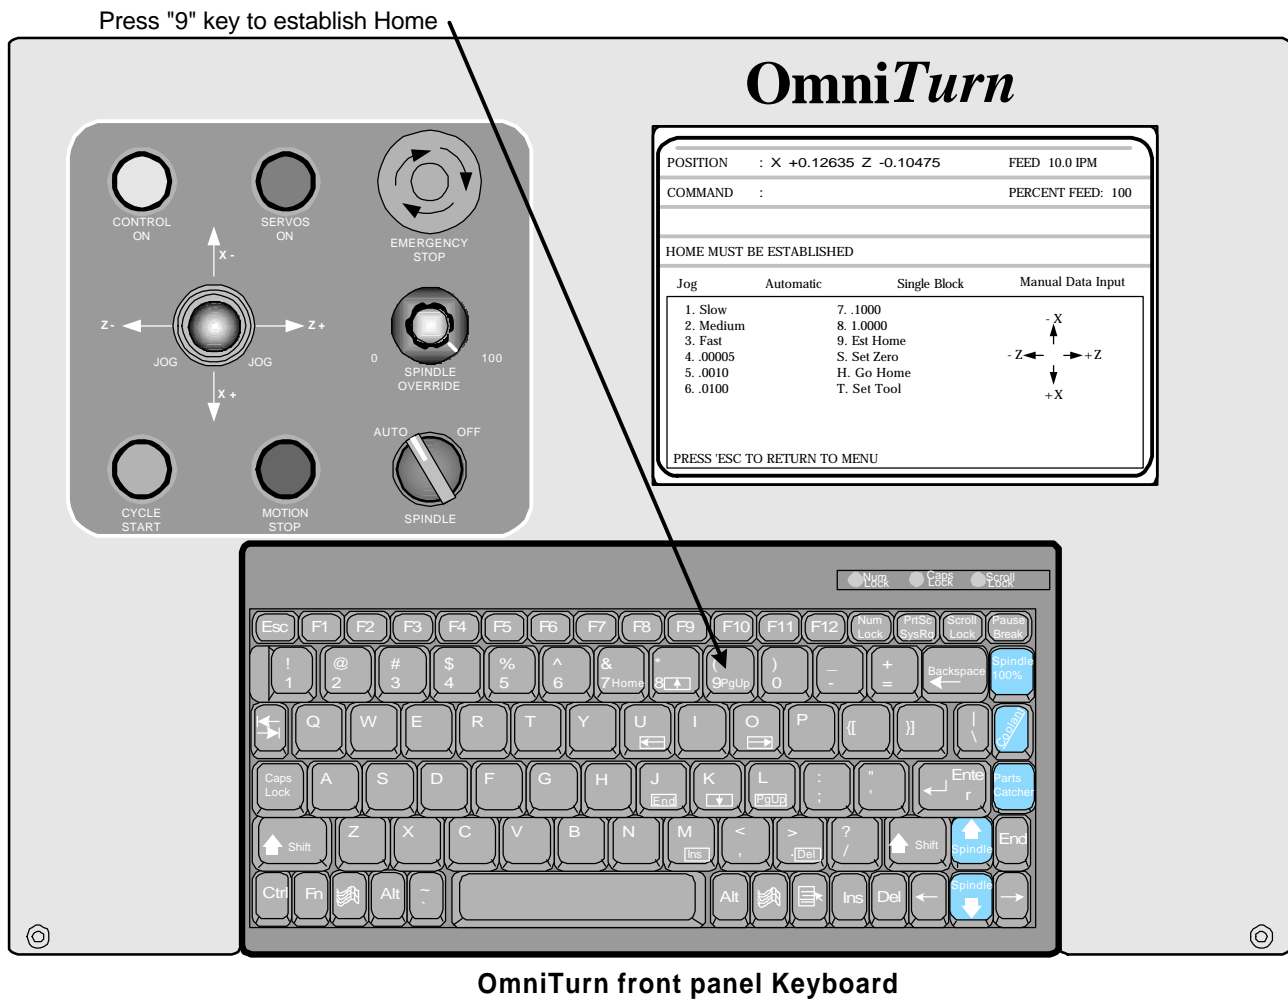 Press "9" key to establish Home
OmniTurn
POSITION : X +0.12635 Z -0.10475 FEED 10.0 IPM
COMMAND : PERCENT FEED: 100
HOME MUST BE ESTABLISHED
Jog Automatic Single Block Manual Data Input
1. Slow 7. .1000
2. Medium 8. 1.0000
3. Fast 9. Est Home
4. .00005 S. Set Zero
5. .0010 H. Go Home
6. .0100 T. Set Tool
- X
- Z +Z
+X
PRESS 'ESC TO RETURN TO MENU
CONTROL ON
SERVOS ON
EMERGENCY STOP
X -
Z - Z +
JOG JOG
X +
0 100
SPINDLE OVERRIDE
AUTO OFF
CYCLE START
MOTION STOP
SPINDLE
Num Lock Caps Lock Scroll Lock
Esc F1 F2 F3 F4 F5 F6 F7 F8 F9 F10 F11 F12 Num Lock PrtSc SysRq Scroll Lock Pause Break
! @ # $ % ^ & * ( ) _ + Backspace Spindle 100%
1 2 3 4 5 6 7 Home 8 9 PgUp 0 - =
Q W E R T Y U I O P {[ }] | \ Coolant
Caps Lock A S D F G H J End K L PgUp : ; " ' Enter Parts Catcher
Shift Z X C V B N M Ins < , > . Del ? / Shift Spindle End
Ctrl Fn Alt ~ ` Alt Ins Del Spindle
OmniTurn front panel Keyboard